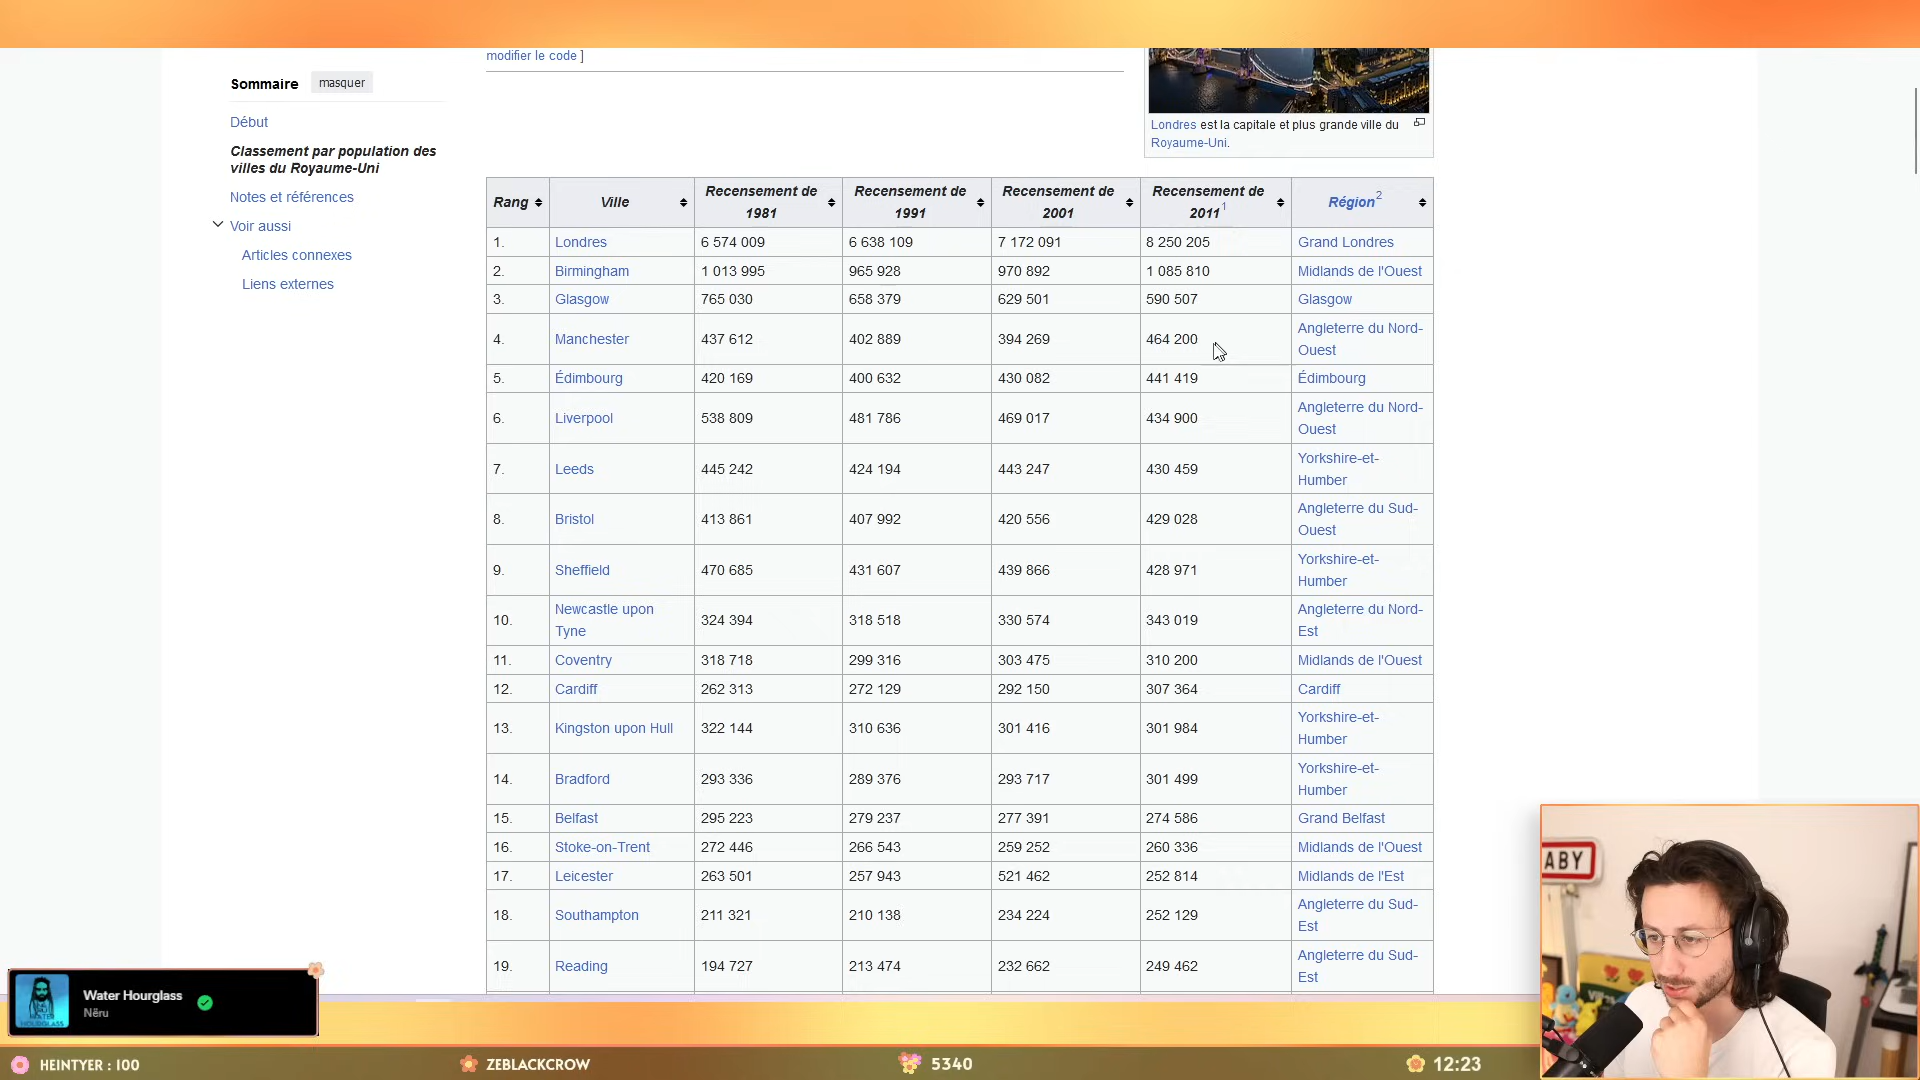 modifier le code ]
Sommaire masquer
Début
Classement par population des
villes du Royaume-Uni
Notes et références
Voir aussi
Articles connexes
Liens externes
Londres est la capitale et plus grande ville du
Royaume-Uni.
Rang Ville Recensement de 1981 Recensement de 1991 Recensement de 2001 Recensement de 2011¹ Région²
1. Londres 6 574 009 6 638 109 7 172 091 8 250 205 Grand Londres
2. Birmingham 1 013 995 965 928 970 892 1 085 810 Midlands de l'Ouest
3. Glasgow 765 030 658 379 629 501 590 507 Glasgow
4. Manchester 437 612 402 889 394 269 464 200 Angleterre du Nord-
Ouest
5. Édimbourg 420 169 400 632 430 082 441 419 Édimbourg
6. Liverpool 538 809 481 786 469 017 434 900 Angleterre du Nord-
Ouest
7. Leeds 445 242 424 194 443 247 430 459 Yorkshire-et-
Humber
8. Bristol 413 861 407 992 420 556 429 028 Angleterre du Sud-
Ouest
9. Sheffield 470 685 431 607 439 866 428 971 Yorkshire-et-
Humber
10. Newcastle upon
Tyne 324 394 318 518 330 574 343 019 Angleterre du Nord-
Est
11. Coventry 318 718 299 316 303 475 310 200 Midlands de l'Ouest
12. Cardiff 262 313 272 129 292 150 307 364 Cardiff
13. Kingston upon Hull 322 144 310 636 301 416 301 984 Yorkshire-et-
Humber
14. Bradford 293 336 289 376 293 717 301 499 Yorkshire-et-
Humber
15. Belfast 295 223 279 237 277 391 274 586 Grand Belfast
16. Stoke-on-Trent 272 446 266 543 259 252 260 336 Midlands de l'Ouest
17. Leicester 263 501 257 943 521 462 252 814 Midlands de l'Est
18. Southampton 211 321 210 138 234 224 252 129 Angleterre du Sud-
Est
19. Reading 194 727 213 474 232 662 249 462 Angleterre du Sud-
Est
ABY
Water Hourglass
Nëru
HEINTYER : 100
ZEBLACKCROW
5340
12:23